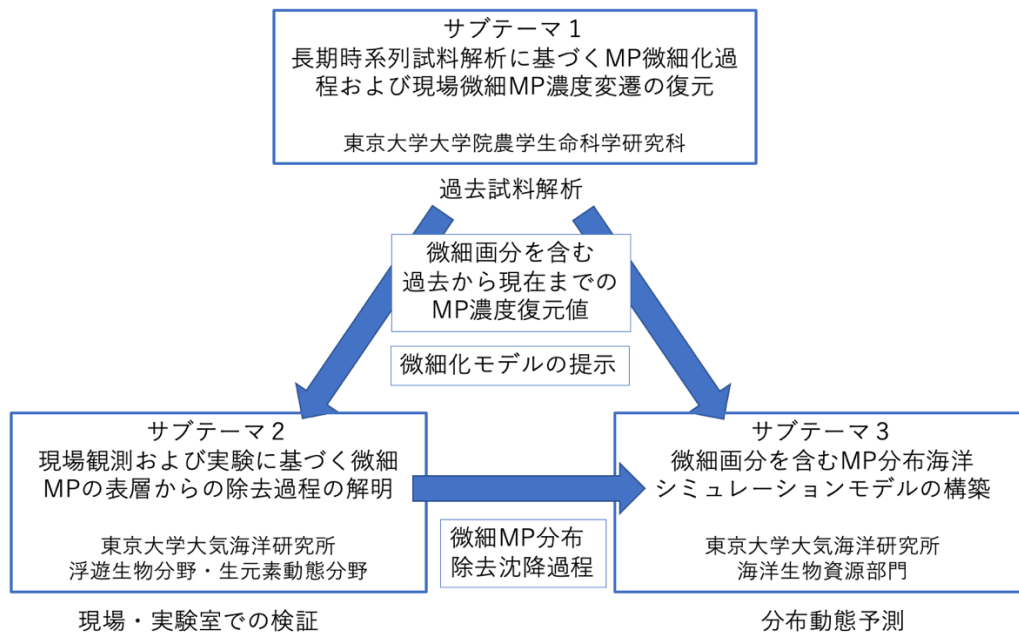 サブテーマ１
長期時系列試料解析に基づくMP微細化過
程および現場微細MP濃度変遷の復元
東京大学大学院農学生命科学研究科
過去試料解析
微細画分を含む
過去から現在までの
MP濃度復元値
微細化モデルの提示
サブテーマ２
現場観測および実験に基づく微細
MPの表層からの除去過程の解明
東京大学大気海洋研究所
浮遊生物分野・生元素動態分野
現場・実験室での検証
微細MP分布
除去沈降過程
サブテーマ３
微細画分を含むMP分布海洋
シミュレーションモデルの構築
東京大学大気海洋研究所
海洋生物資源部門
分布動態予測